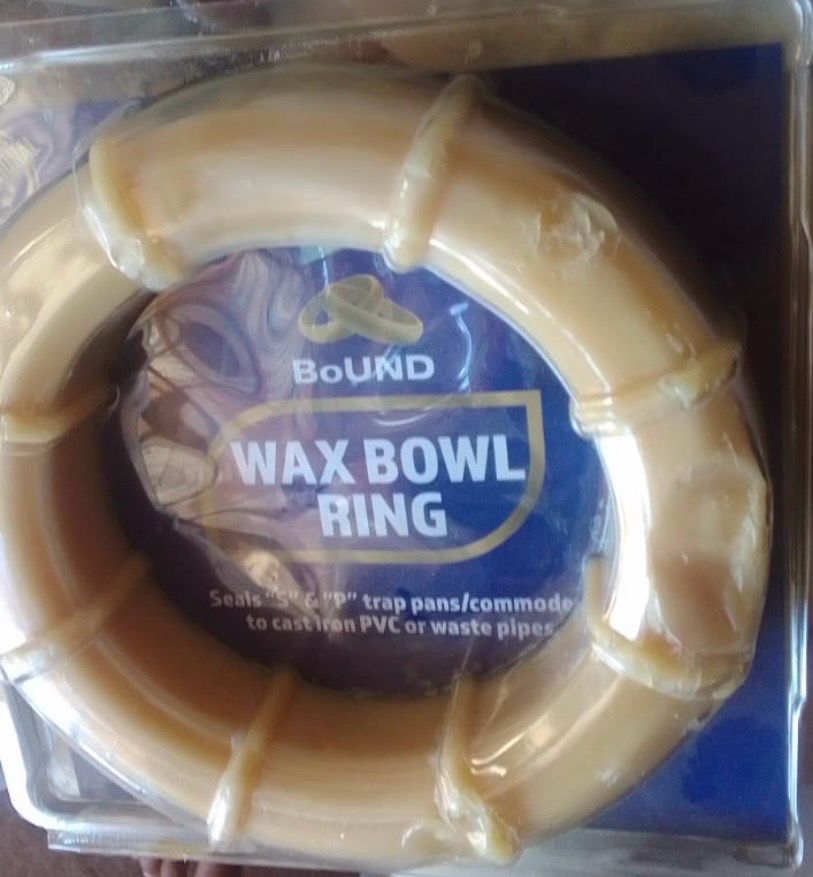 BoUND
WAX BOWL
RING
Seals "S" & "P" trap pans/commode
to cast iron PVC or waste pipes